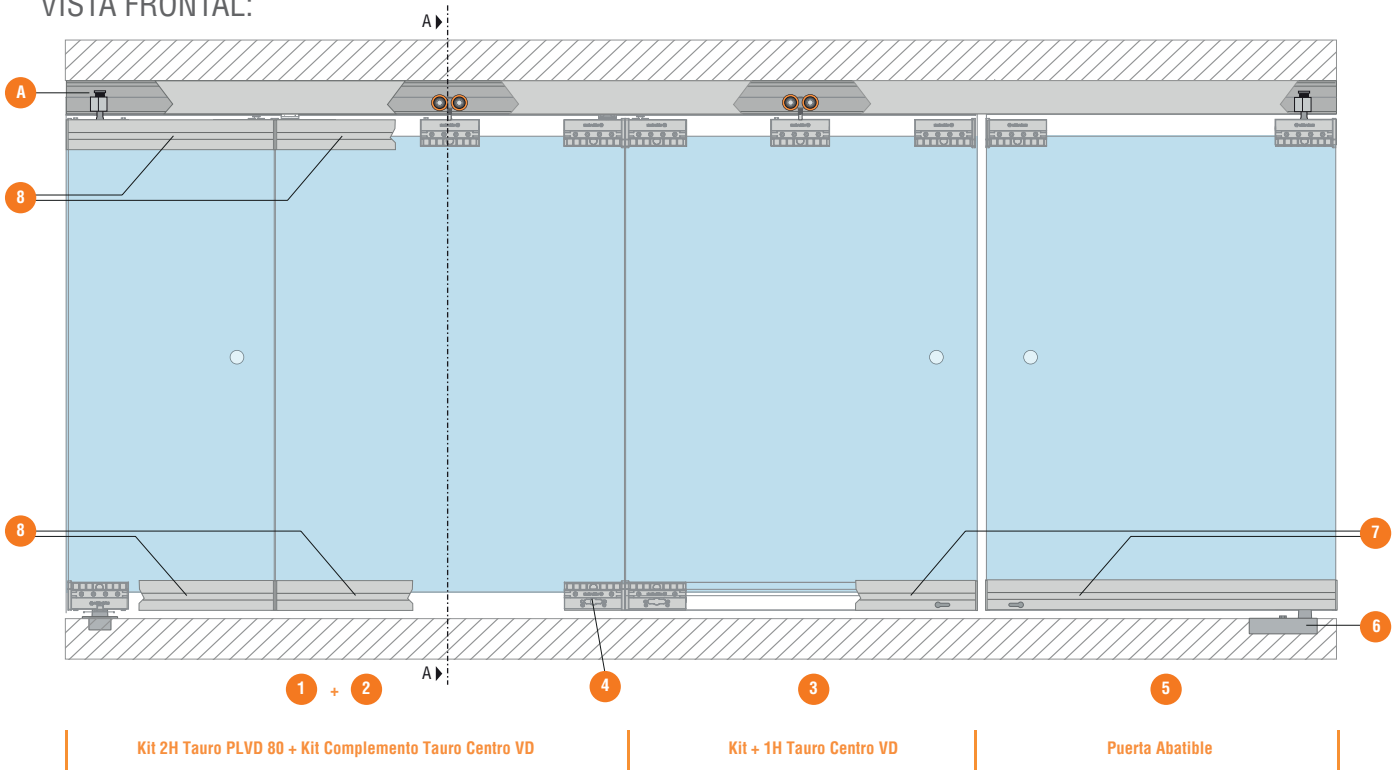 VISTA FRONTAL:
A
A
8
8
7
6
A
1 + 2
4
3
5
Kit 2H Tauro PLVD 80 + Kit Complemento Tauro Centro VD
Kit + 1H Tauro Centro VD
Puerta Abatible